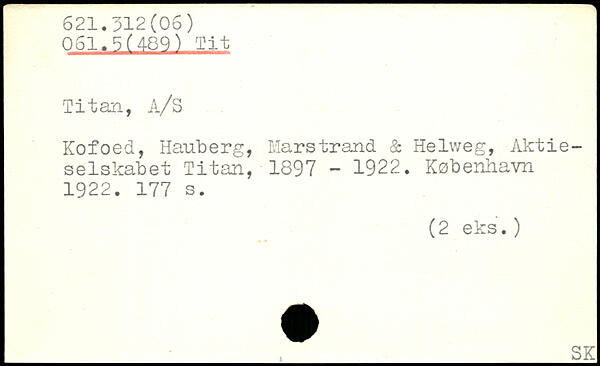 621.312(06)
061.5(489) Tit
Titan, A/S
Kofoed, Hauberg, Marstrand & Helweg, Aktie-
selskabet Titan, 1897 - 1922. København
1922. 177 s.
(2 eks.)
SK